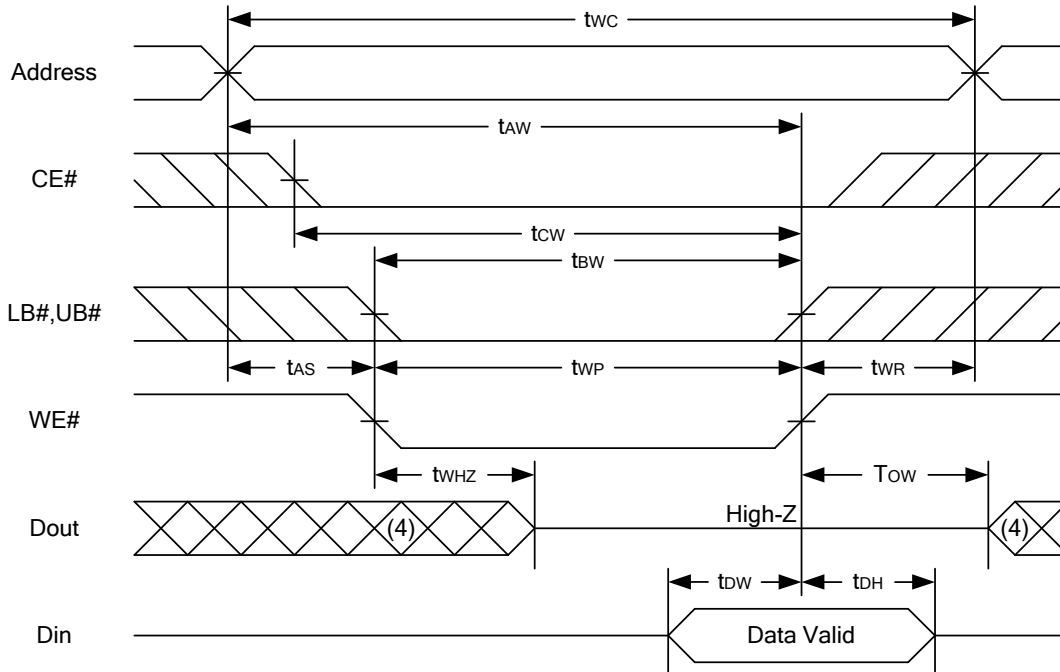 tWC
Address
tAW
CE#
tCW
tBW
LB#,UB#
tAS
tWP
tWR
WE#
tWHZ
TOW
Dout
(4)
High-Z
(4)
tDW
tDH
Din
Data Valid